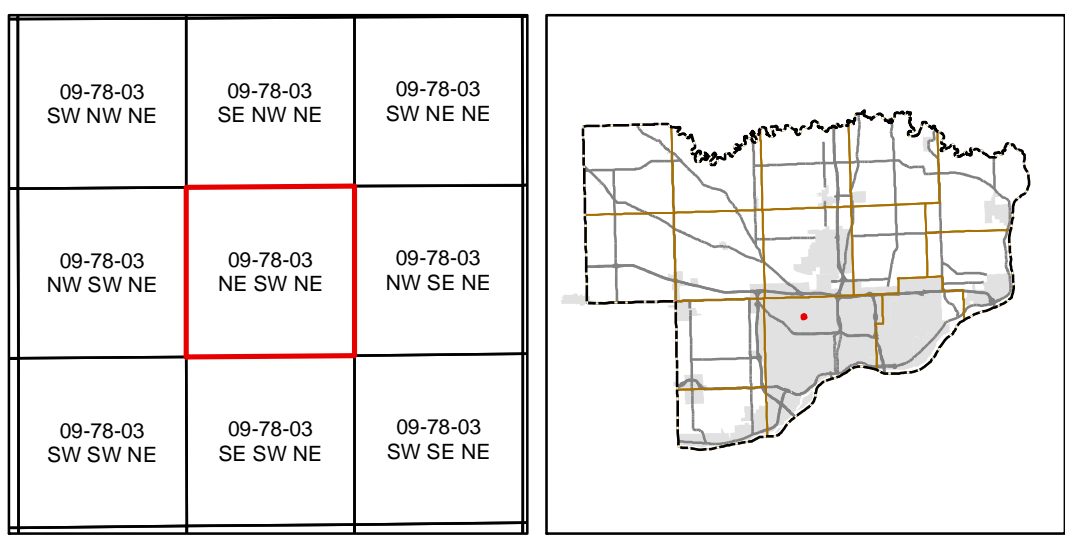 09-78-03
SW NW NE
09-78-03
SE NW NE
09-78-03
SW NE NE
09-78-03
NW SW NE
09-78-03
NE SW NE
09-78-03
NW SE NE
09-78-03
SW SW NE
09-78-03
SE SW NE
09-78-03
SW SE NE